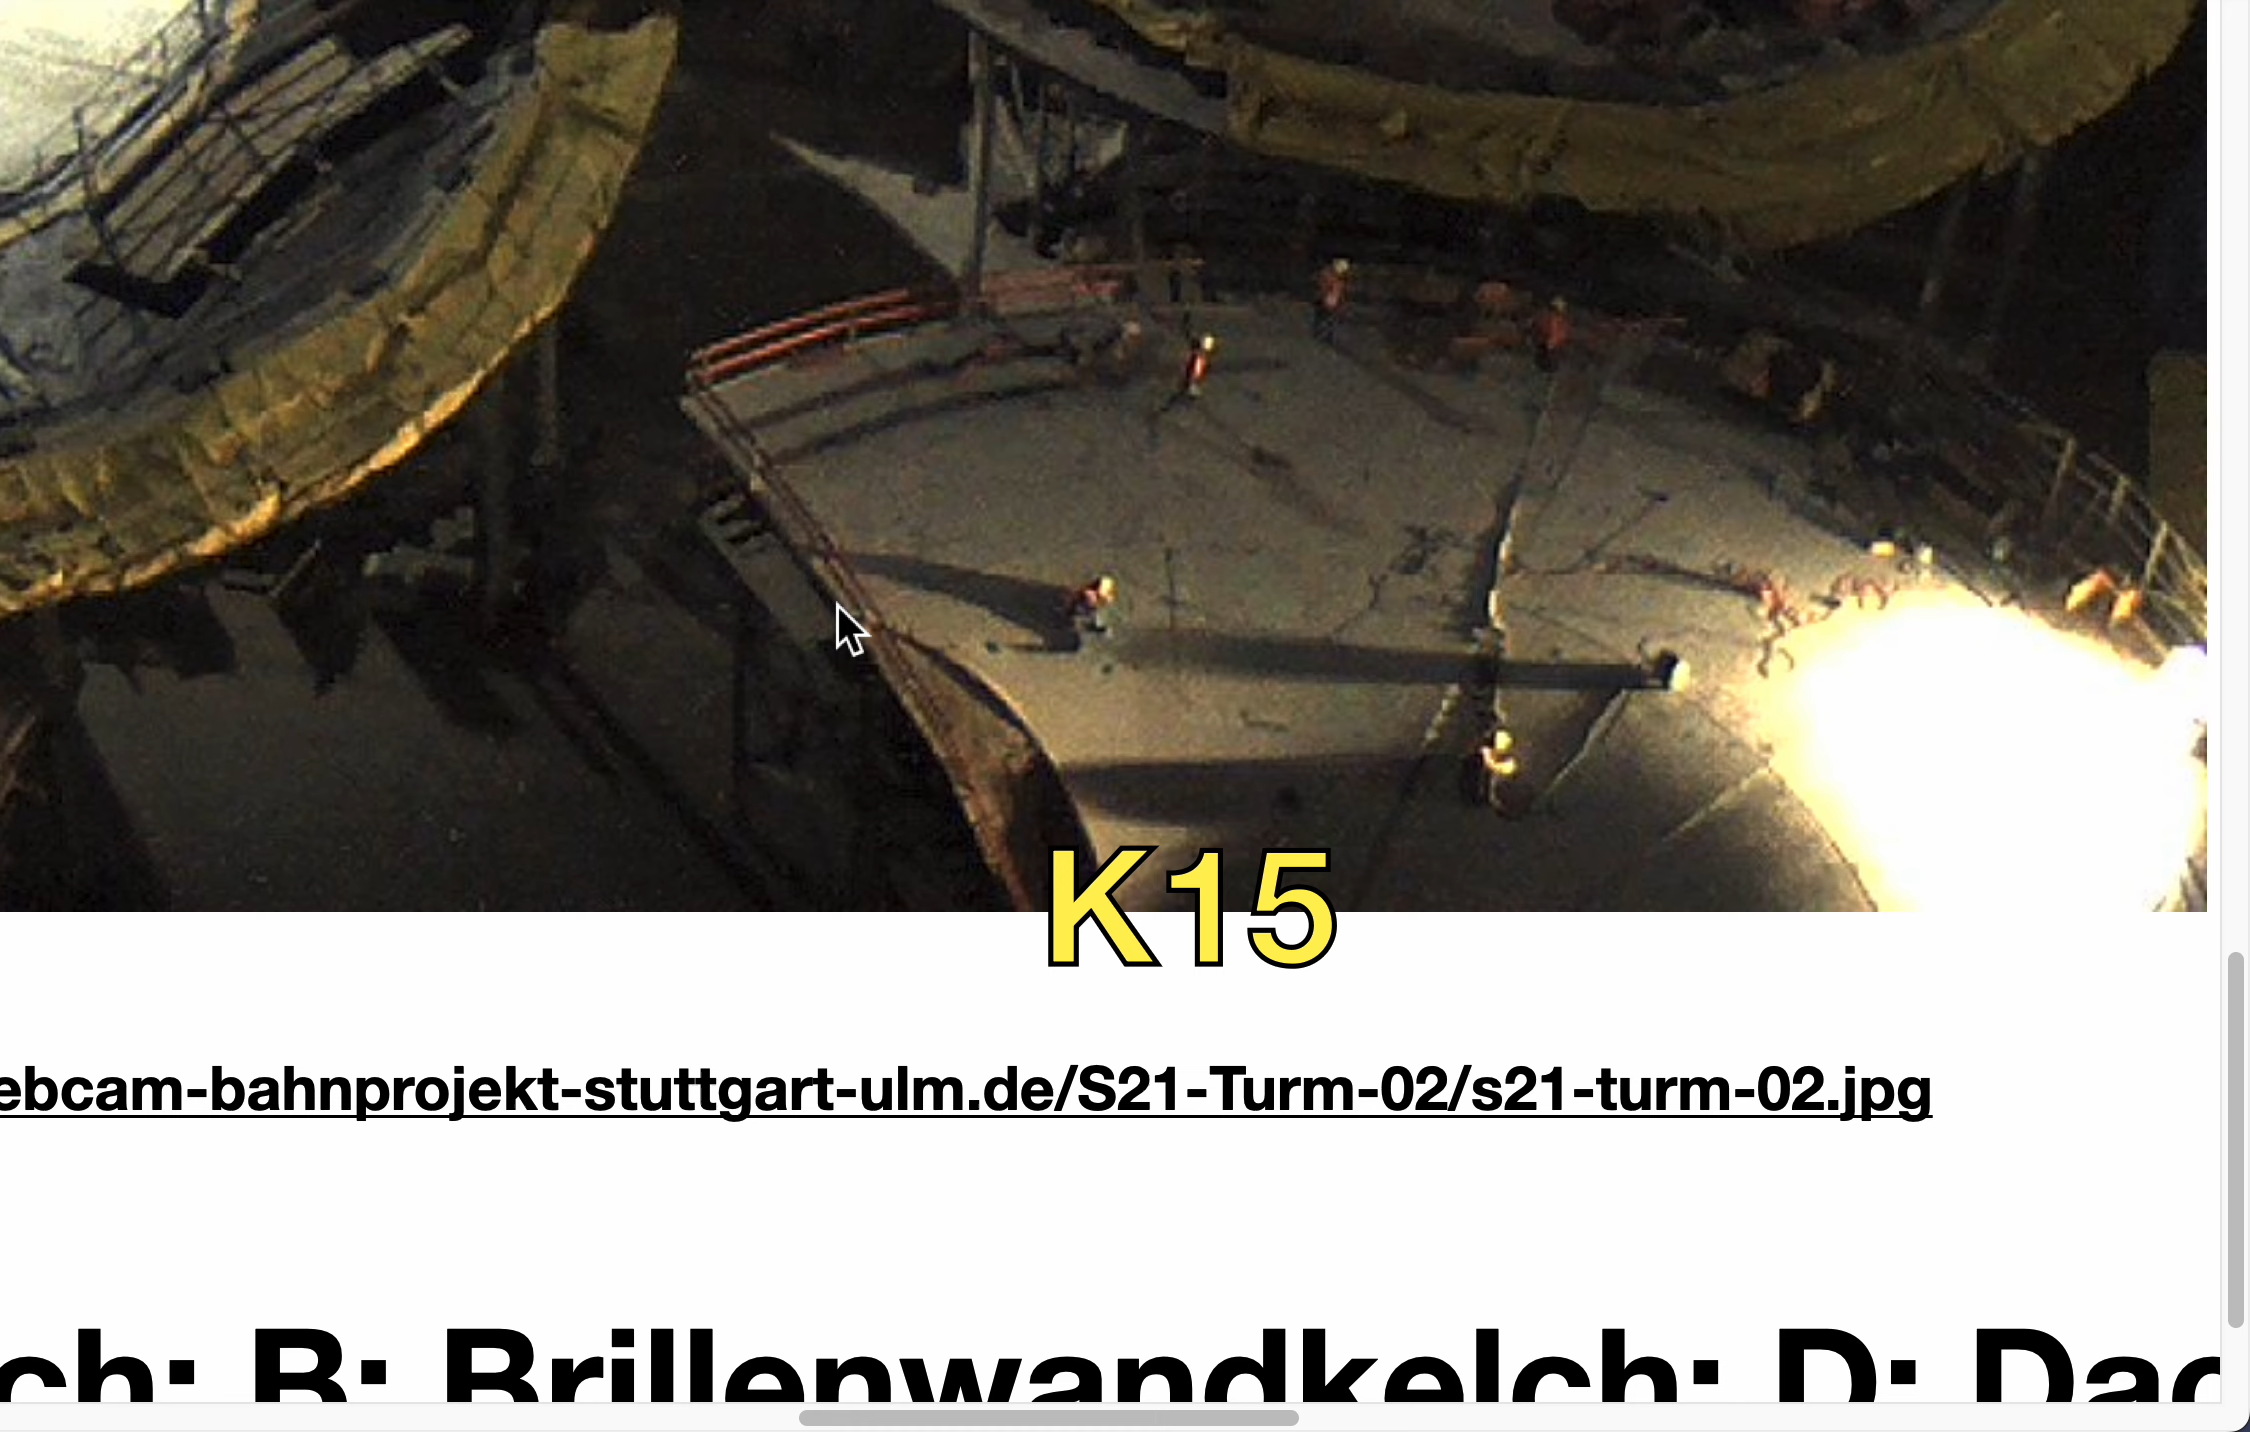 K15
ebcam-bahnprojekt-stuttgart-ulm.de/S21-Turm-02/s21-turm-02.jpg
ch; B: Brillenwandkelch; D: Dac